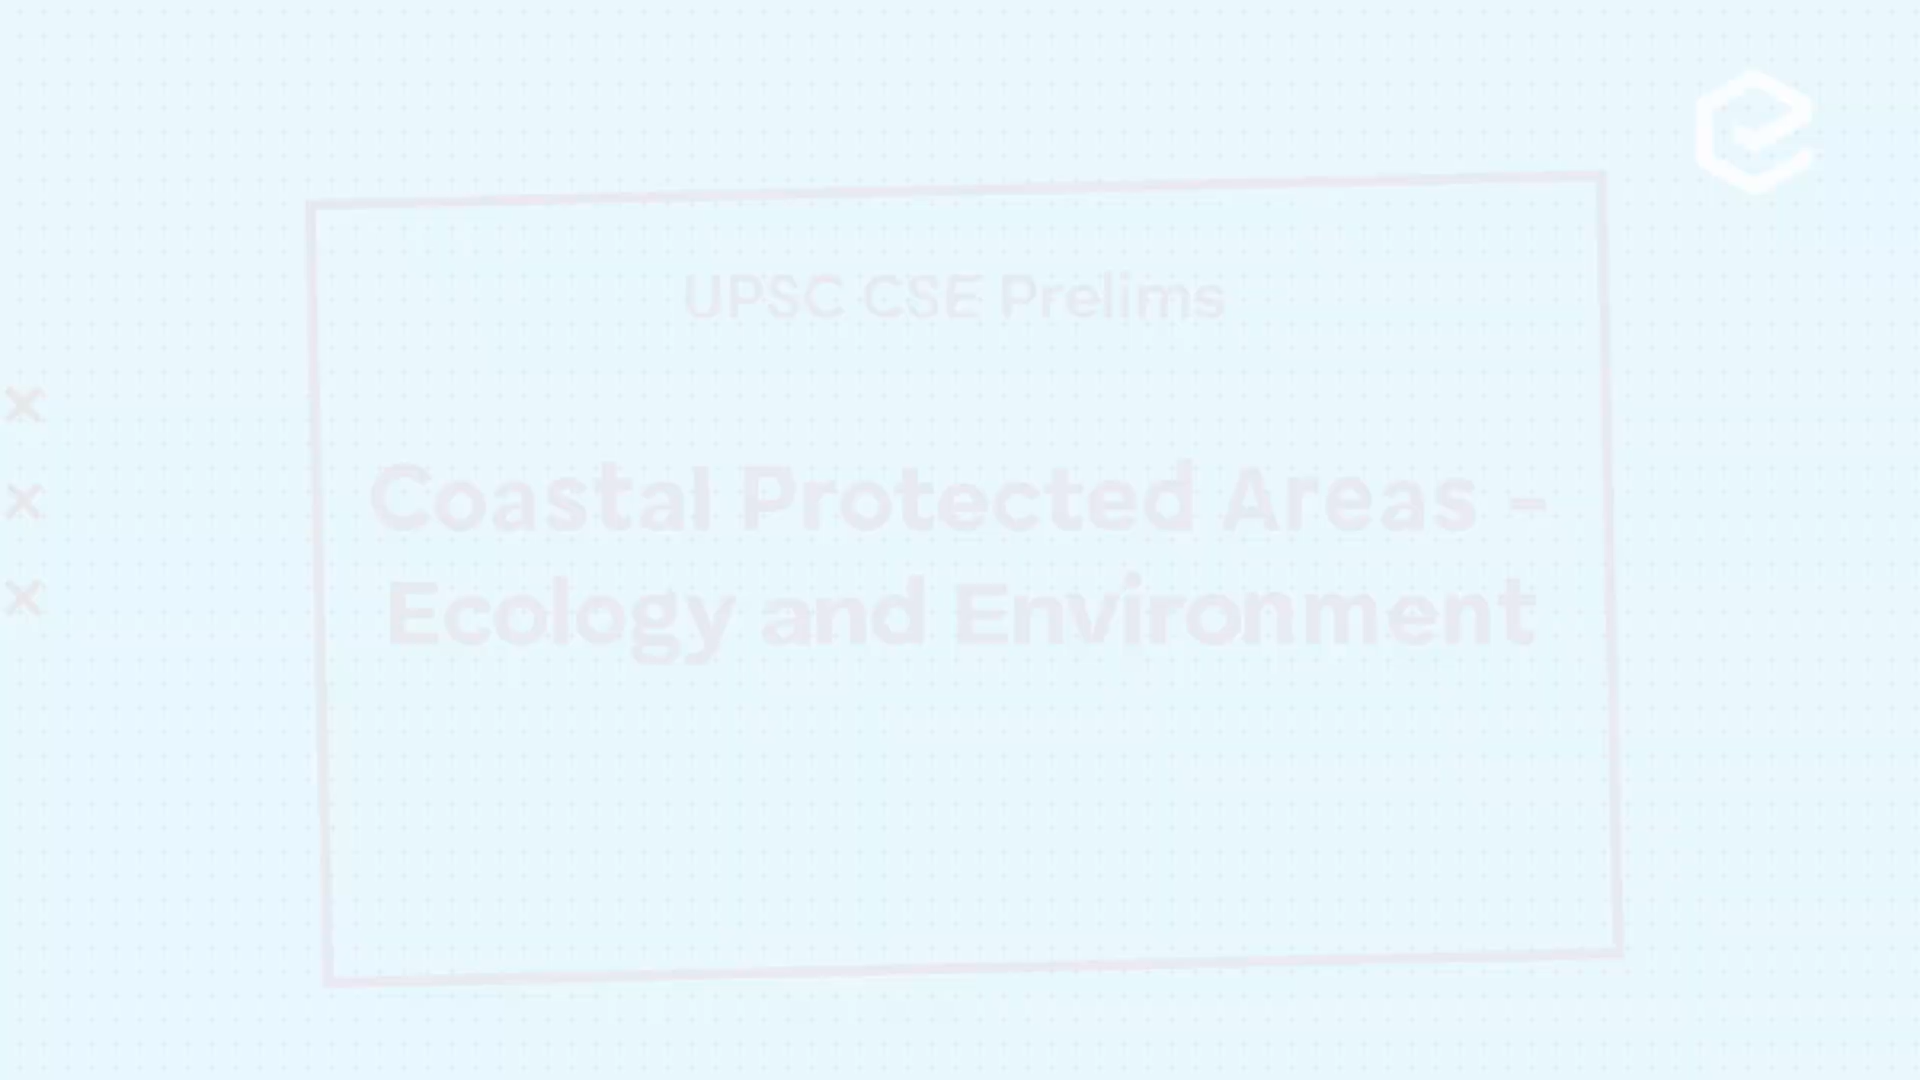 UPSC CSE Prelims
Coastal Protected Areas -
Ecology and Environment